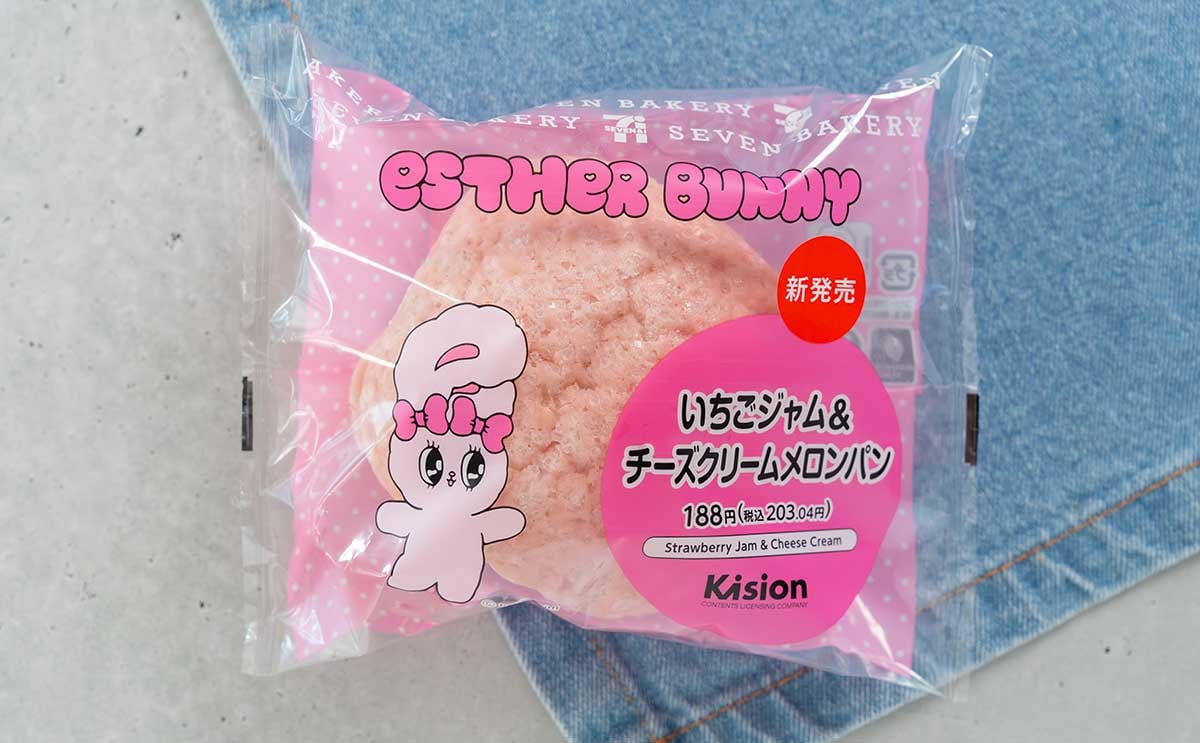 SEVEN BAKERY
SEVEN BAKERY
ESTHER BUNNY
新発売
いちごジャム&
チーズクリームメロンパン
188円(税込203.04円)
Strawberry Jam & Cheese Cream
Kision
CONTENTS LICENSING COMPANY